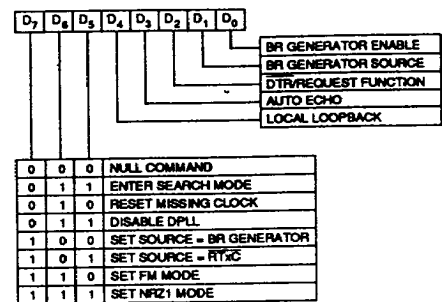 D7 D6 D5 D4 D3 D2 D1 D0
BR GENERATOR ENABLE
BR GENERATOR SOURCE
DTR/REQUEST FUNCTION
AUTO ECHO
LOCAL LOOPBACK
0 0 0 NULL COMMAND
0 1 1 ENTER SEARCH MODE
0 1 0 RESET MISSING CLOCK
0 1 1 DISABLE DPLL
1 0 0 SET SOURCE = BR GENERATOR
1 0 1 SET SOURCE = RTxC
1 1 0 SET FM MODE
1 1 1 SET NRZ1 MODE